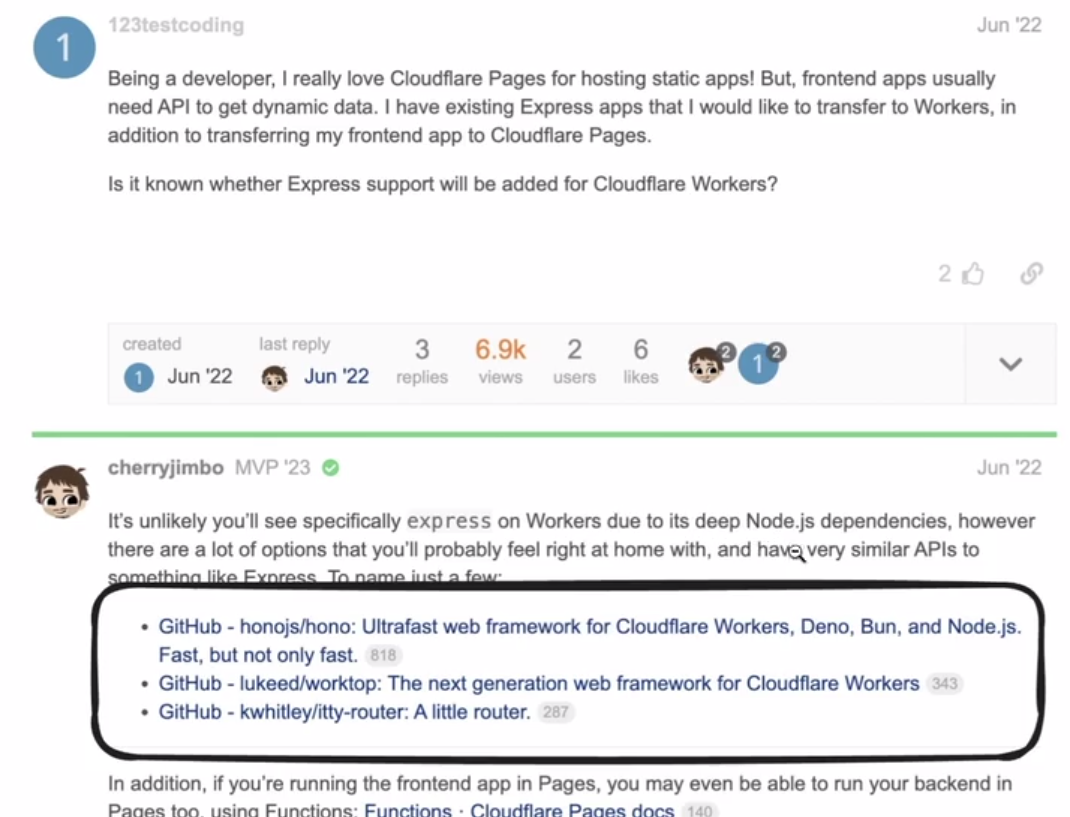 1
123testcoding
Jun '22
Being a developer, I really love Cloudflare Pages for hosting static apps! But, frontend apps usually
need API to get dynamic data. I have existing Express apps that I would like to transfer to Workers, in
addition to transferring my frontend app to Cloudflare Pages.
Is it known whether Express support will be added for Cloudflare Workers?
2
created
last reply
3
6.9k
2
6
2
1
2
1
Jun '22
Jun '22
replies
views
users
likes
cherryjimbo MVP '23
Jun '22
It's unlikely you'll see specifically express on Workers due to its deep Node.js dependencies, however
there are a lot of options that you'll probably feel right at home with, and have very similar APIs to
something like Express. To name just a few:
• GitHub - honojs/hono: Ultrafast web framework for Cloudflare Workers, Deno, Bun, and Node.js.
Fast, but not only fast. 818
• GitHub - lukeed/worktop: The next generation web framework for Cloudflare Workers 343
• GitHub - kwhitley/itty-router: A little router. 287
In addition, if you're running the frontend app in Pages, you may even be able to run your backend in
Pages too, using Functions: Functions · Cloudflare Pages docs 140